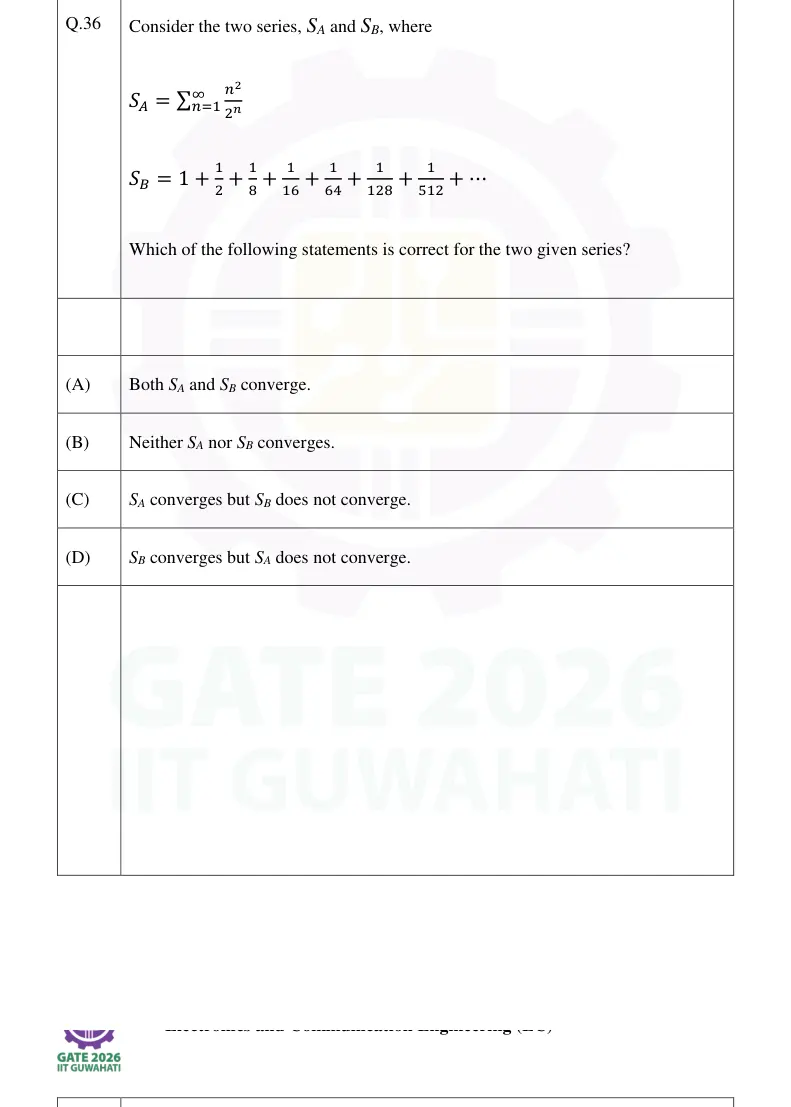 Q.36 Consider the two series, S_A and S_B, where
S_A = ∑_{n=1}^{∞} n²/2ⁿ
S_B = 1 + 1/2 + 1/8 + 1/16 + 1/64 + 1/128 + 1/512 + ⋯
Which of the following statements is correct for the two given series?
(A) Both S_A and S_B converge.
(B) Neither S_A nor S_B converges.
(C) S_A converges but S_B does not converge.
(D) S_B converges but S_A does not converge.
GATE 2026
IIT GUWAHATI
GATE 2026
IIT GUWAHATI